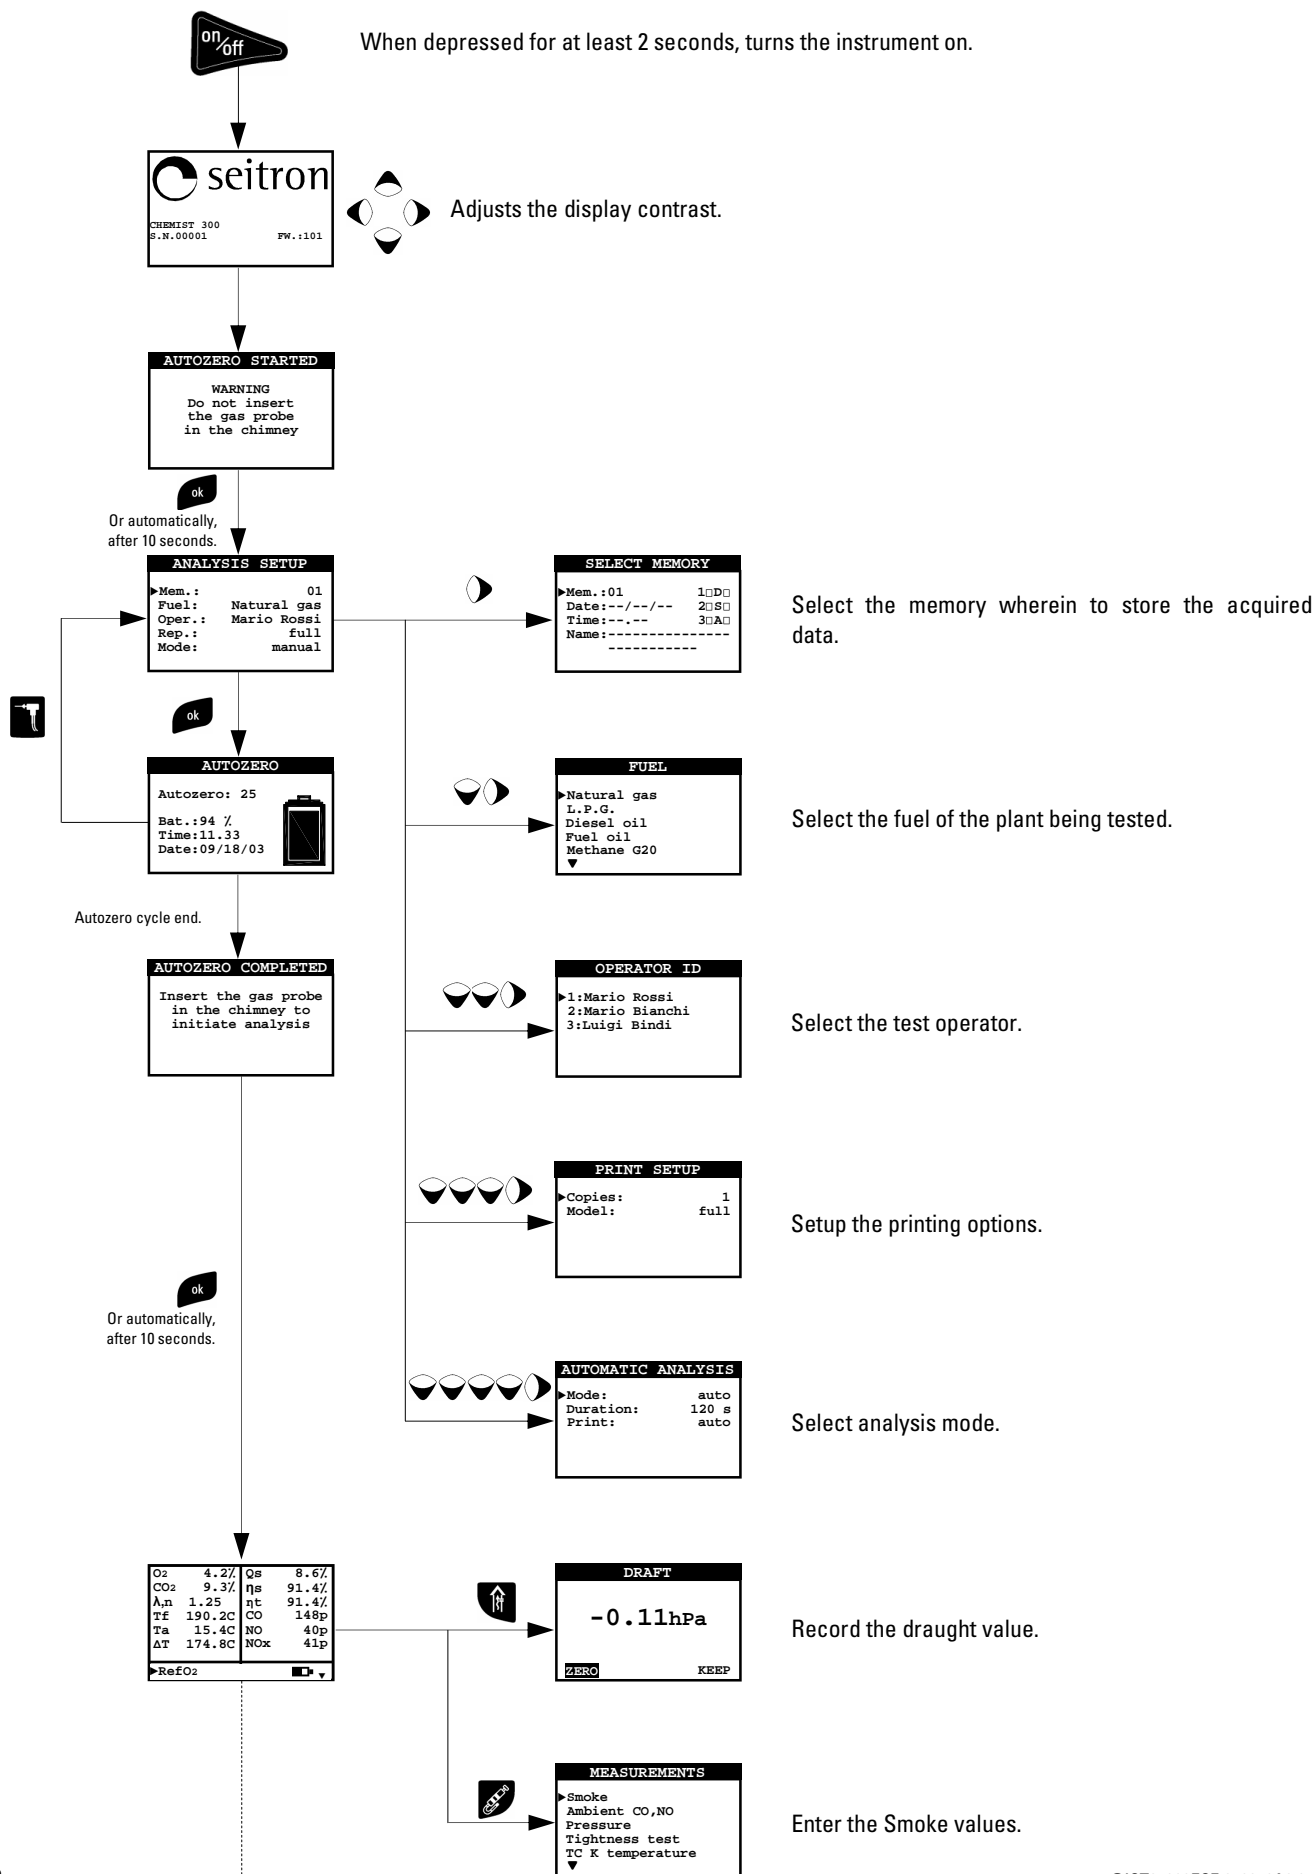 on/off
When depressed for at least 2 seconds, turns the instrument on.
seitron
CHEMIST 300
S.N.00001 FW.:101
Adjusts the display contrast.
AUTOZERO STARTED
WARNING
Do not insert
the gas probe
in the chimney
ok
Or automatically,
after 10 seconds.
ANALYSIS SETUP
▶Mem.: 01
Fuel: Natural gas
Oper.: Mario Rossi
Rep.: full
Mode: manual
SELECT MEMORY
▶Mem.:01 1□D□
Date:--/--/-- 2□S□
Time:--.-- 3□A□
Name:---------------
-----------
Select the memory wherein to store the acquired
data.
ok
AUTOZERO
Autozero: 25
Bat.:94 %
Time:11.33
Date:09/18/03
FUEL
▶Natural gas
L.P.G.
Diesel oil
Fuel oil
Methane G20
▼
Select the fuel of the plant being tested.
Autozero cycle end.
AUTOZERO COMPLETED
Insert the gas probe
in the chimney to
initiate analysis
OPERATOR ID
▶1:Mario Rossi
2:Mario Bianchi
3:Luigi Bindi
Select the test operator.
PRINT SETUP
▶Copies: 1
Model: full
Setup the printing options.
ok
Or automatically,
after 10 seconds.
AUTOMATIC ANALYSIS
▶Mode: auto
Duration: 120 s
Print: auto
Select analysis mode.
O2 4.2% Qs 8.6%
CO2 9.3% ηs 91.4%
λ,n 1.25 ηt 91.4%
Tf 190.2C CO 148p
Ta 15.4C NO 40p
ΔT 174.8C NOx 41p
▶RefO2 ▼
DRAFT
-0.11hPa
ZERO KEEP
Record the draught value.
MEASUREMENTS
▶Smoke
Ambient CO,NO
Pressure
Tightness test
TC K temperature
▼
Enter the Smoke values.